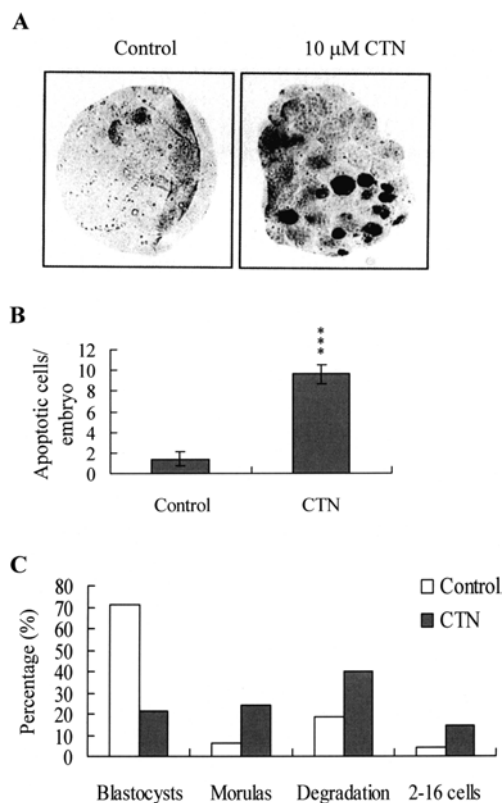 A
Control
10 μM CTN
B
Apoptotic cells/
embryo
12
10
8
6
4
2
0
***
Control
CTN
C
Percentage (%)
80
70
60
50
40
30
20
10
0
Control
CTN
Blastocysts
Morulas
Degradation
2-16 cells